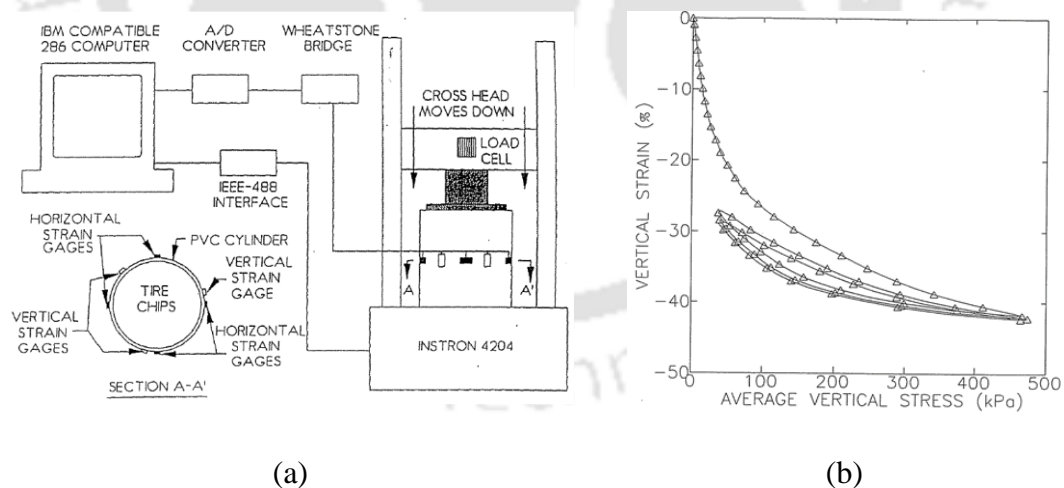 IBM COMPATIBLE
286 COMPUTER
A/D
CONVERTER
WHEATSTONE
BRIDGE
CROSS HEAD
MOVES DOWN
LOAD
CELL
IEEE-488
INTERFACE
HORIZONTAL
STRAIN
GAGES
PVC CYLINDER
VERTICAL
STRAIN
GAGE
TIRE
CHIPS
VERTICAL
STRAIN
GAGES
HORIZONTAL
STRAIN
GAGES
SECTION A-A'
A
A'
INSTRON 4204
(a)
VERTICAL STRAIN (%)
0
-10
-20
-30
-40
-50
0 100 200 300 400 500
AVERAGE VERTICAL STRESS (kPa)
(b)